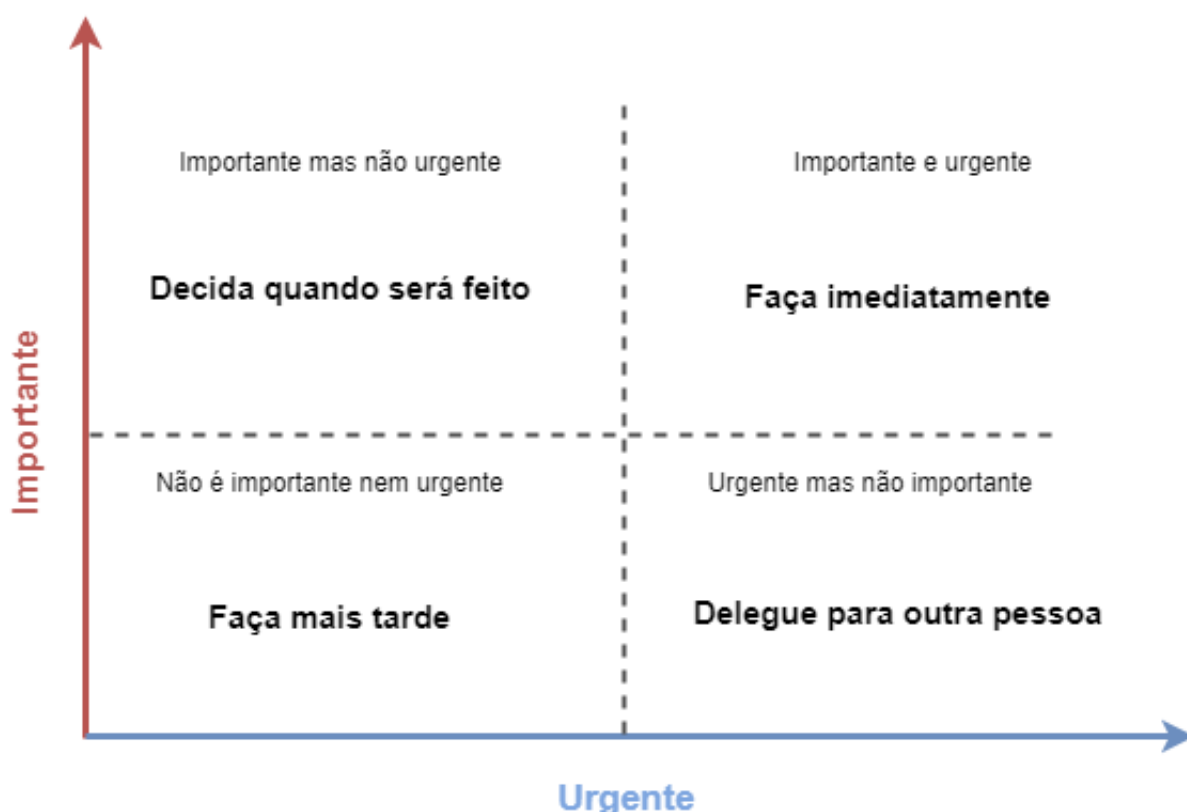 Importante mas não urgente
Importante e urgente
Decida quando será feito
Faça imediatamente
Importante
Não é importante nem urgente
Urgente mas não importante
Faça mais tarde
Delegue para outra pessoa
Urgente